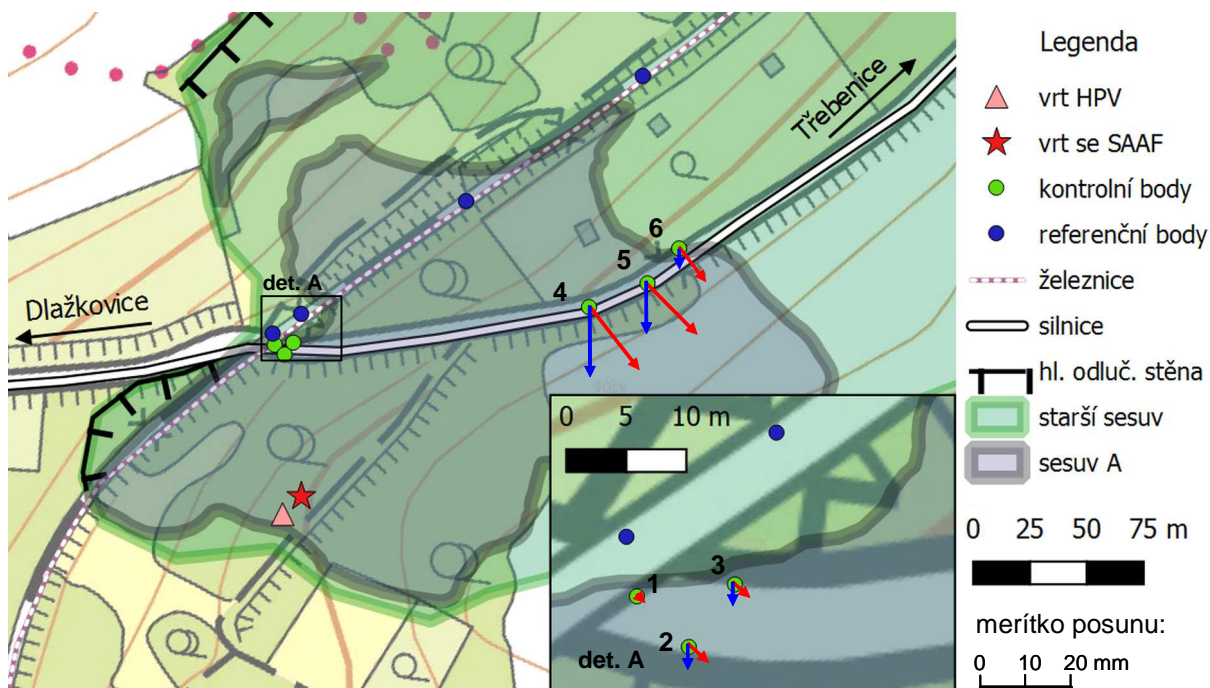 Třebenice
Dlažkovice
det. A
4
5
6
0 5 10 m
1
2
3
det. A
Legenda
vrt HPV
vrt se SAAF
kontrolní body
referenční body
železnice
silnice
hl. odluč. stěna
starší sesuv
sesuv A
0 25 50 75 m
merítko posunu:
0 10 20 mm